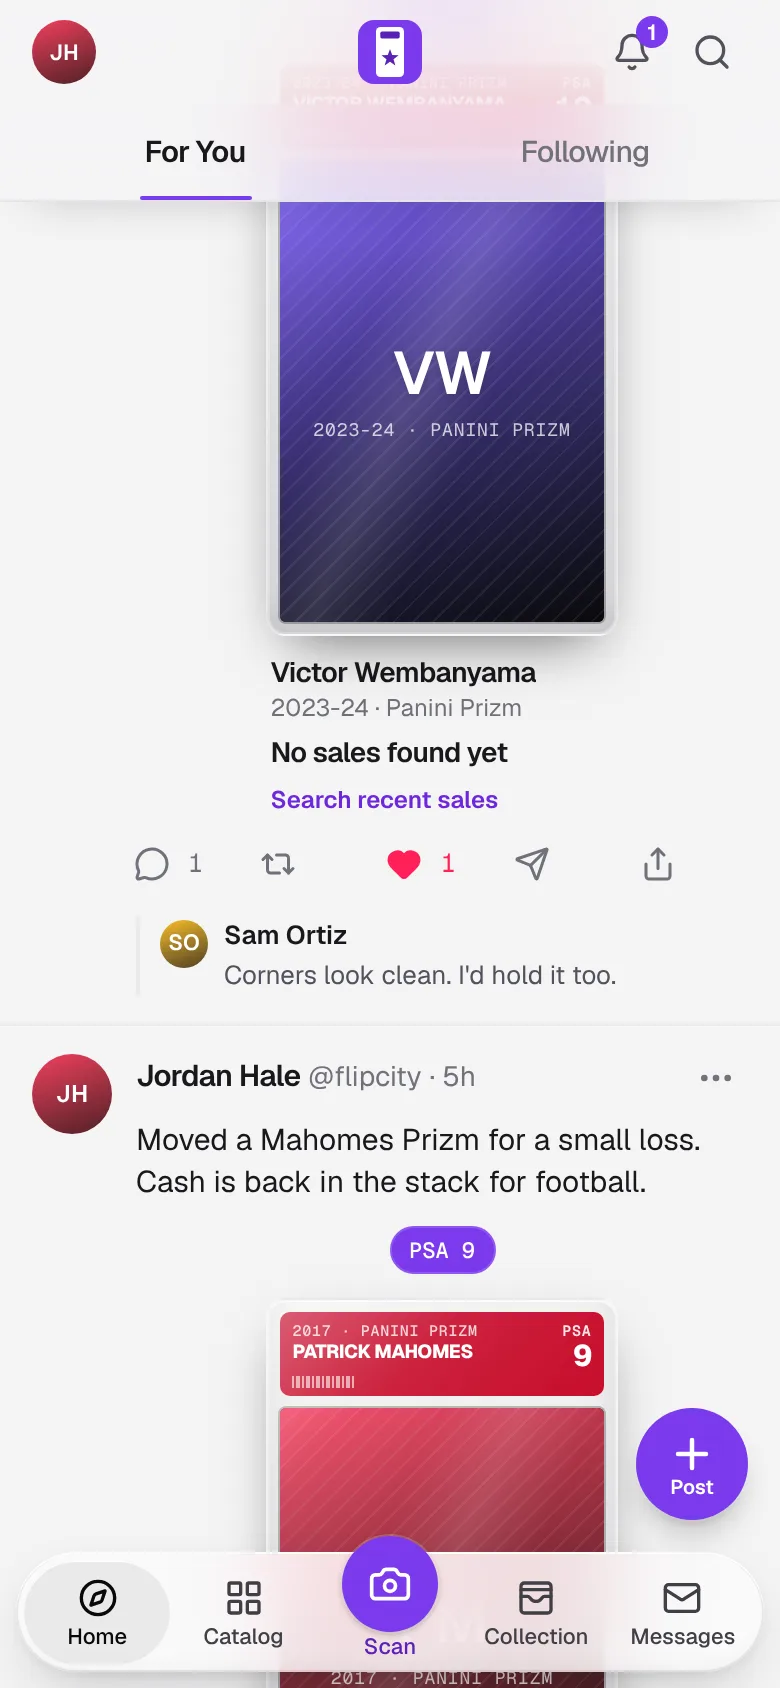 JH
1
VICTOR WEMBANYAMA
PSA
For You
Following
VW
2023-24 · PANINI PRIZM
Victor Wembanyama
2023-24 · Panini Prizm
No sales found yet
Search recent sales
1
1
SO
Sam Ortiz
Corners look clean. I'd hold it too.
JH
Jordan Hale @flipcity · 5h
Moved a Mahomes Prizm for a small loss.
Cash is back in the stack for football.
PSA 9
2017 · PANINI PRIZM
PSA
PATRICK MAHOMES
9
Post
Home
Catalog
Scan
Collection
Messages
2017 · PANINI PRIZM